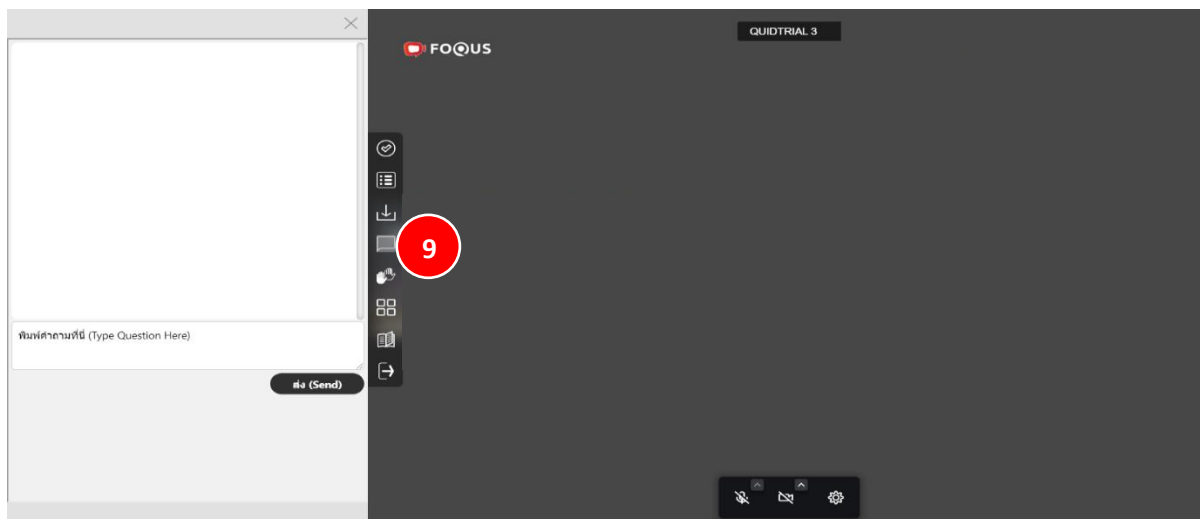 QUIDTRIAL 3
FOQUS
9
พิมพ์คำถามที่นี่ (Type Question Here)
ส่ง (Send)